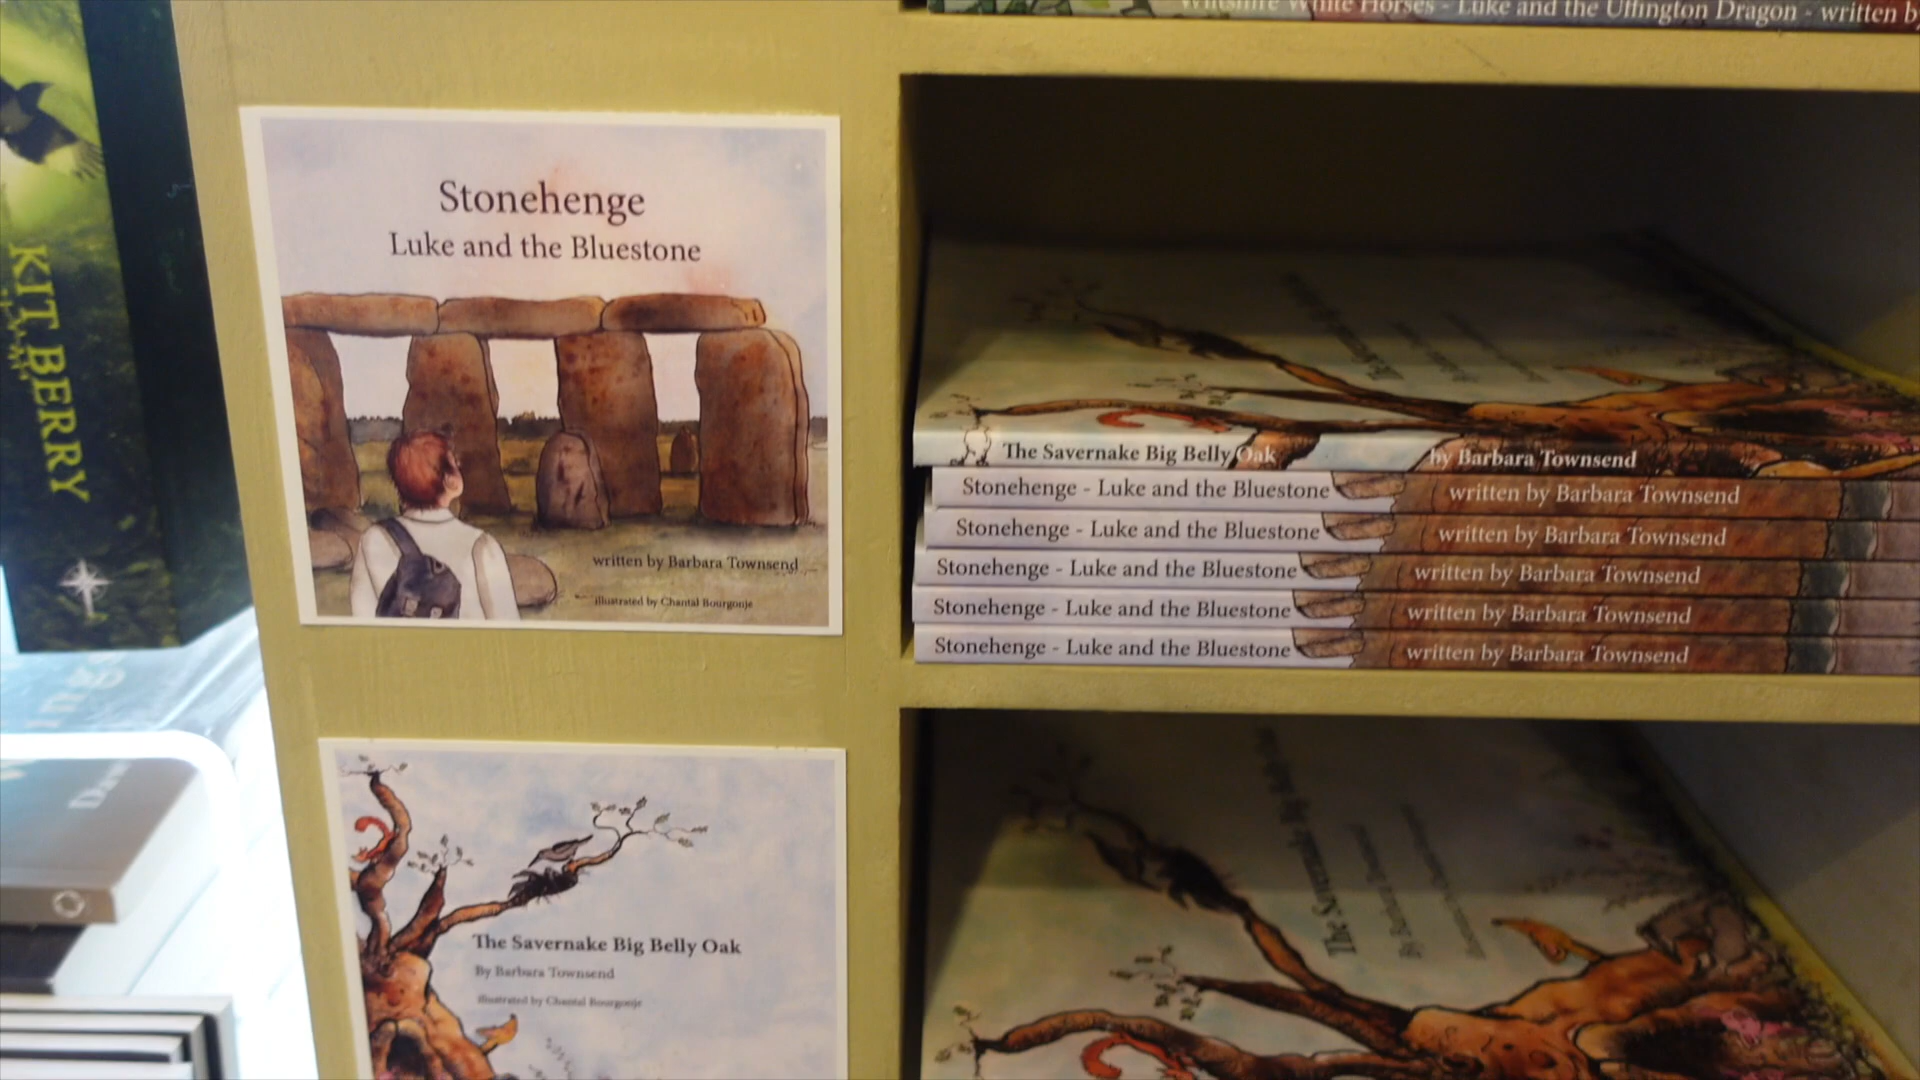 Wiltshire White Horses - Luke and the Uffington Dragon - written b
KIT BERRY
Stonehenge
Luke and the Bluestone
written by Barbara Townsend
illustrated by Chantal Bourgonje
The Savernake Big Belly Oak by Barbara Townsend
Stonehenge - Luke and the Bluestone written by Barbara Townsend
Stonehenge - Luke and the Bluestone written by Barbara Townsend
Stonehenge - Luke and the Bluestone written by Barbara Townsend
Stonehenge - Luke and the Bluestone written by Barbara Townsend
Stonehenge - Luke and the Bluestone written by Barbara Townsend
The Savernake Big Belly Oak
By Barbara Townsend
illustrated by Chantal Bourgonje